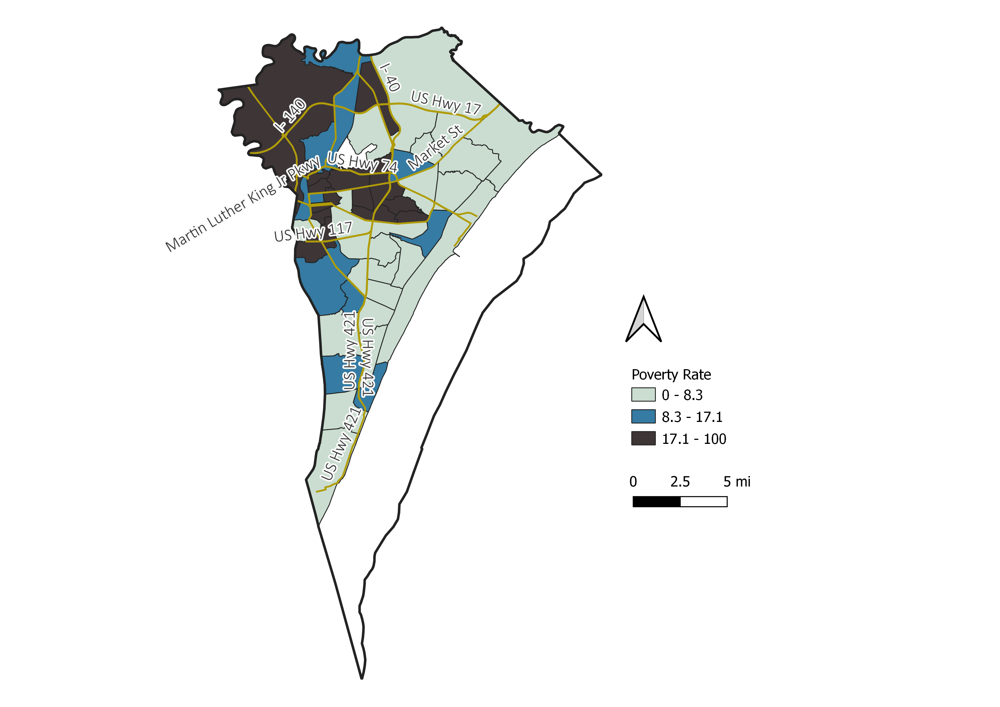 I- 40
US Hwy 17
I- 140
Market St
US Hwy 74
Martin Luther King Jr Pkwy
US Hwy 117
US Hwy 421
US Hwy 421
US Hwy 421
Poverty Rate
0 - 8.3
8.3 - 17.1
17.1 - 100
0 2.5 5 mi